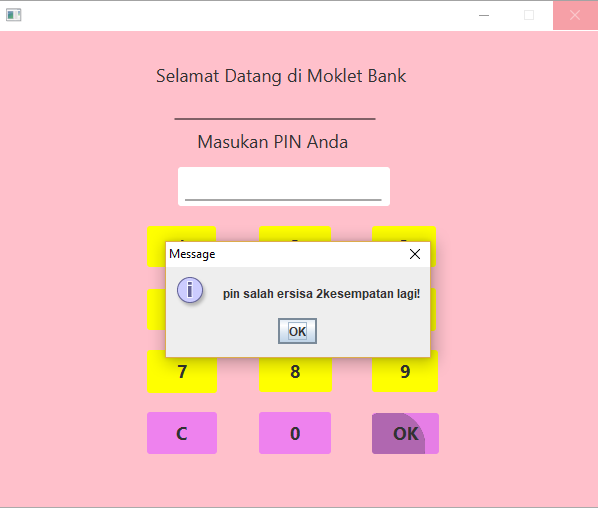 Selamat Datang di Moklet Bank
Masukan PIN Anda
Message
pin salah ersisa 2kesempatan lagi!
OK
7 8 9
C 0 OK